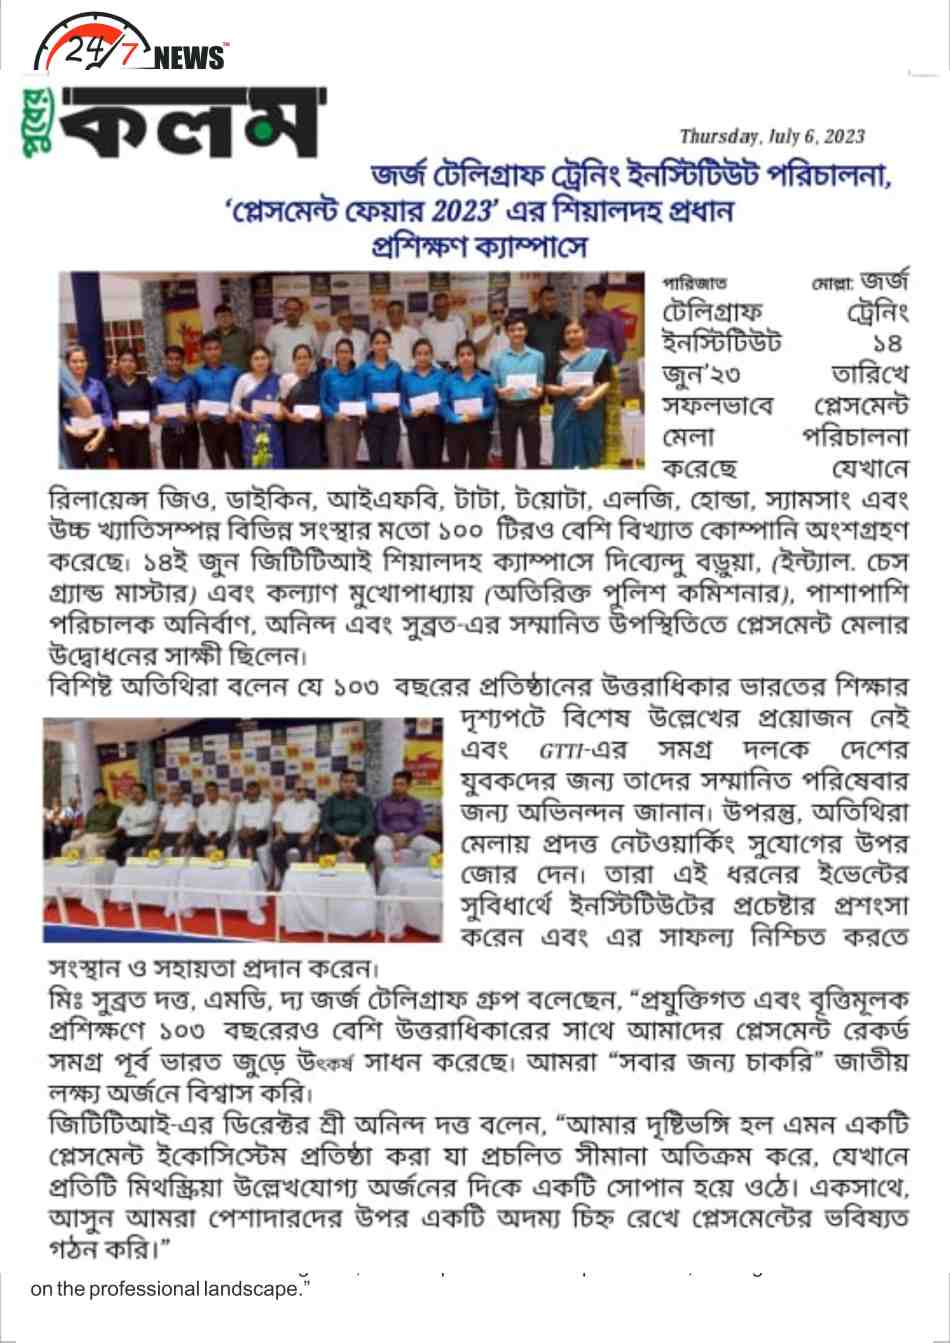 24/7 NEWS™
পুবের
কলম
Thursday, July 6, 2023
জর্জ টেলিগ্রাফ ট্রেনিং ইনস্টিটিউট পরিচালনা,
‘প্লেসমেন্ট ফেয়ার 2023’ এর শিয়ালদহ প্রধান
প্রশিক্ষণ ক্যাম্পাসে
পারিজাত মোল্লা: জর্জ
টেলিগ্রাফ ট্রেনিং
ইনস্টিটিউট ১৪
জুন’২৩ তারিখে
সফলভাবে প্লেসমেন্ট
মেলা পরিচালনা
করেছে যেখানে
রিলায়েন্স জিও, ডাইকিন, আইএফবি, টাটা, টয়োটা, এলজি, হোন্ডা, স্যামসাং এবং
উচ্চ খ্যাতিসম্পন্ন বিভিন্ন সংস্থার মতো ১০০ টিরও বেশি বিখ্যাত কোম্পানি অংশগ্রহণ
করেছে। ১৪ই জুন জিটিটিআই শিয়ালদহ ক্যাম্পাসে দিব্যেন্দু বড়ুয়া, (ইন্ট্যাল. চেস
গ্র্যান্ড মাস্টার) এবং কল্যাণ মুখোপাধ্যায় (অতিরিক্ত পুলিশ কমিশনার), পাশাপাশি
পরিচালক অনির্বাণ, অনিন্দ এবং সুব্রত-এর সম্মানিত উপস্থিতিতে প্লেসমেন্ট মেলার
উদ্বোধনের সাক্ষী ছিলেন।
বিশিষ্ট অতিথিরা বলেন যে ১০৩ বছরের প্রতিষ্ঠানের উত্তরাধিকার ভারতের শিক্ষার
দৃশ্যপটে বিশেষ উল্লেখের প্রয়োজন নেই
এবং GTTI-এর সমগ্র দলকে দেশের
যুবকদের জন্য তাদের সম্মানিত পরিষেবার
জন্য অভিনন্দন জানান। উপরন্তু, অতিথিরা
মেলায় প্রদত্ত নেটওয়ার্কিং সুযোগের উপর
জোর দেন। তারা এই ধরনের ইভেন্টের
সুবিধার্থে ইনস্টিটিউটের প্রচেষ্টার প্রশংসা
করেন এবং এর সাফল্য নিশ্চিত করতে
সংস্থান ও সহায়তা প্রদান করেন।
মিঃ সুব্রত দত্ত, এমডি, দ্য জর্জ টেলিগ্রাফ গ্রুপ বলেছেন, “প্রযুক্তিগত এবং বৃত্তিমূলক
প্রশিক্ষণে ১০৩ বছরেরও বেশি উত্তরাধিকারের সাথে আমাদের প্লেসমেন্ট রেকর্ড
সমগ্র পূর্ব ভারত জুড়ে উৎকর্ষ সাধন করেছে। আমরা “সবার জন্য চাকরি” জাতীয়
লক্ষ্য অর্জনে বিশ্বাস করি।
জিটিটিআই-এর ডিরেক্টর শ্রী অনিন্দ দত্ত বলেন, “আমার দৃষ্টিভঙ্গি হল এমন একটি
প্লেসমেন্ট ইকোসিস্টেম প্রতিষ্ঠা করা যা প্রচলিত সীমানা অতিক্রম করে, যেখানে
প্রতিটি মিথস্ক্রিয়া উল্লেখযোগ্য অর্জনের দিকে একটি সোপান হয়ে ওঠে। একসাথে,
আসুন আমরা পেশাদারদের উপর একটি অদম্য চিহ্ন রেখে প্লেসমেন্টের ভবিষ্যত
গঠন করি।”
on the professional landscape.”